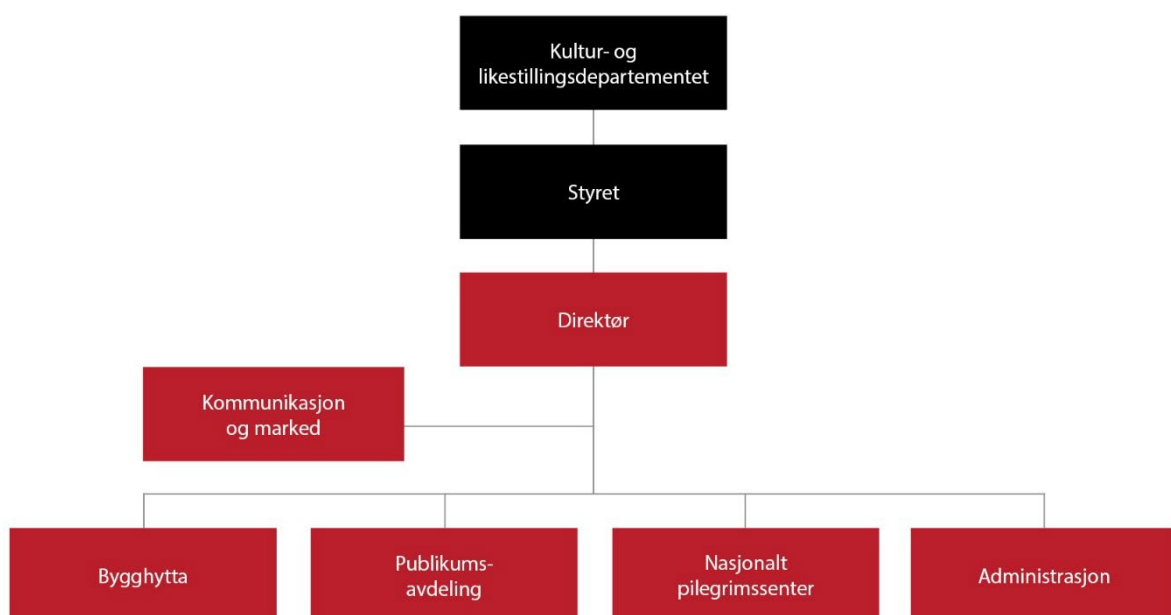 Kultur- og
likestillingsdepartementet
Styret
Direktør
Kommunikasjon
og marked
Bygghytta
Publikums-
avdeling
Nasjonalt
pilegrimssenter
Administrasjon